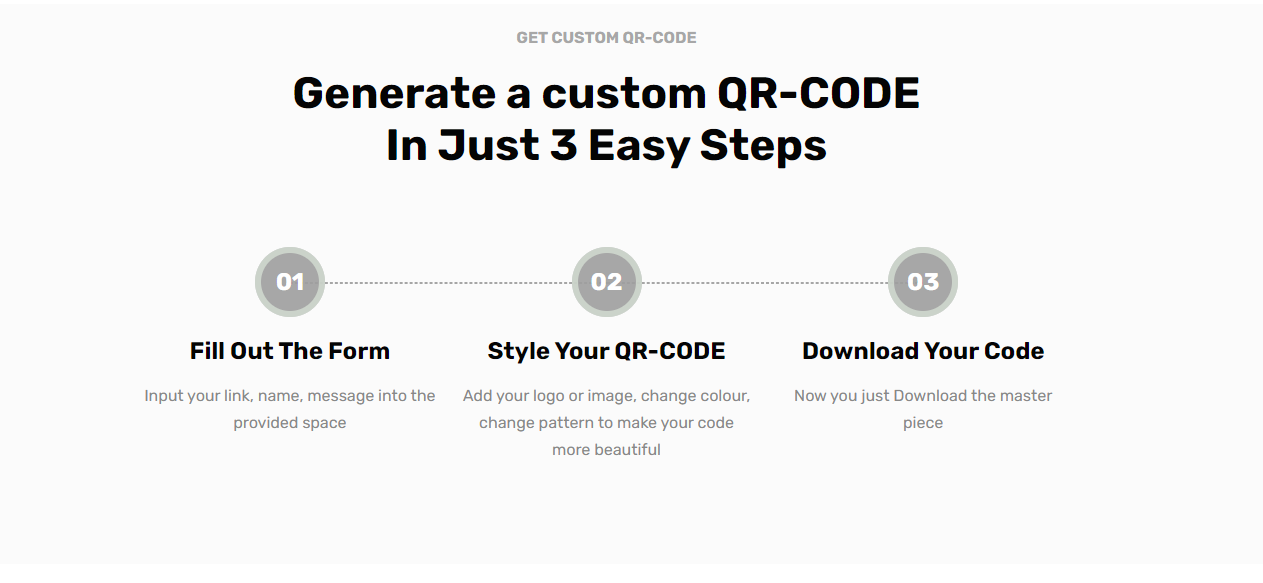 GET CUSTOM QR-CODE
Generate a custom QR-CODE
In Just 3 Easy Steps
01
02
03
Fill Out The Form
Input your link, name, message into the
provided space
Style Your QR-CODE
Add your logo or image, change colour,
change pattern to make your code
more beautiful
Download Your Code
Now you just Download the master
piece